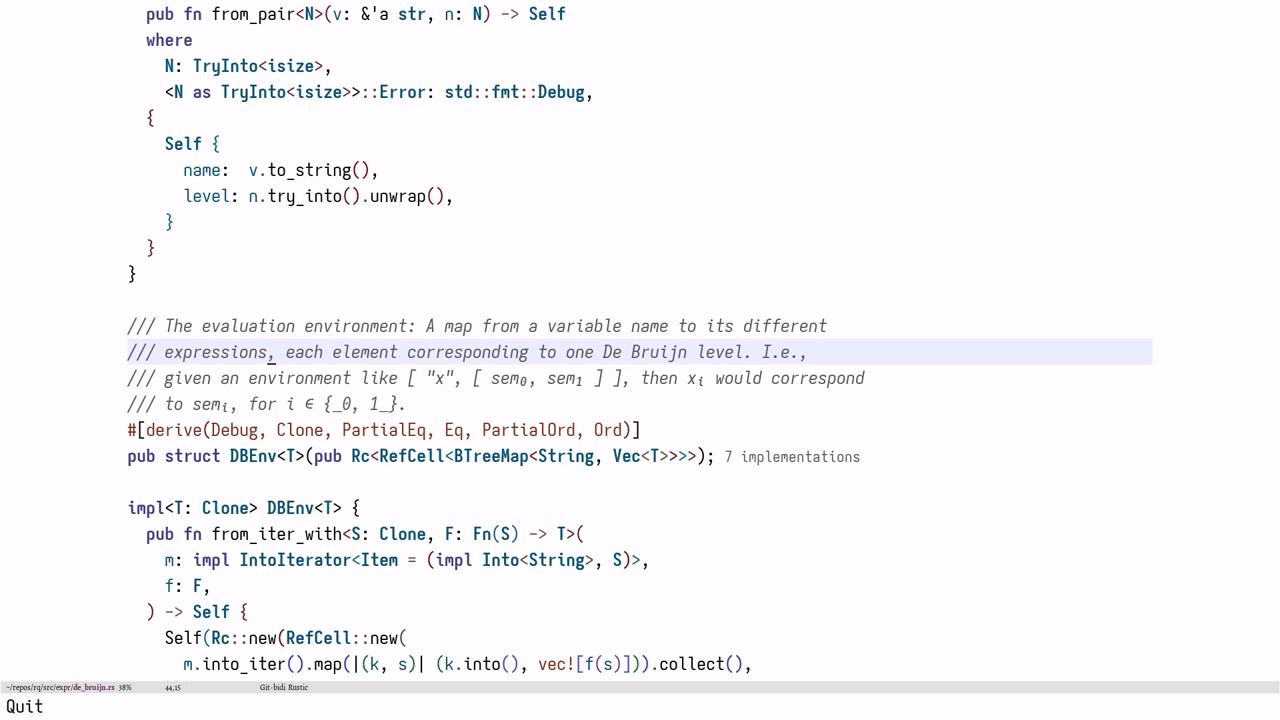 pub fn from_pair<N>(v: &'a str, n: N) -> Self
where
N: TryInto<isize>,
<N as TryInto<isize>>::Error: std::fmt::Debug,
{
Self {
name:  v.to_string(),
level: n.try_into().unwrap(),
}
}
}
/// The evaluation environment: A map from a variable name to its different
/// expressions, each element corresponding to one De Bruijn level. I.e.,
/// given an environment like [ "x", [ sem₀, sem₁ ] ], then xᵢ would correspond
/// to semᵢ, for i ∈ {_0, 1_}.
#[derive(Debug, Clone, PartialEq, Eq, PartialOrd, Ord)]
pub struct DBEnv<T>(pub Rc<RefCell<BTreeMap<String, Vec<T>>>>); 7 implementations
impl<T: Clone> DBEnv<T> {
pub fn from_iter_with<S: Clone, F: Fn(S) -> T>(
m: impl IntoIterator<Item = (impl Into<String>, S)>,
f: F,
) -> Self {
Self(Rc::new(RefCell::new(
m.into_iter().map(|(k, s)| (k.into(), vec![f(s)])).collect(),
~/repos/rq/src/expr/de_bruijn.rs 38% 44,15 Git-bidi Rustic
Quit